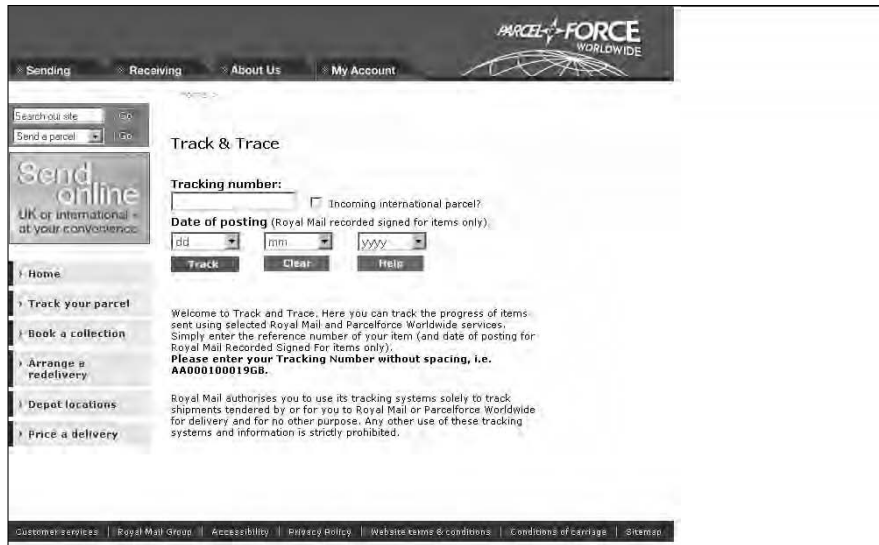 PARCEL FORCE
WORLDWIDE
Sending
Receiving
About Us
My Account
Home >
Search our site
Go
Send a parcel
Go
Send
online
UK or international -
at your convenience
Home
Track your parcel
Book a collection
Arrange a
redelivery
Depot locations
Price a delivery
Track & Trace
Tracking number:
Incoming international parcel?
Date of posting (Royal Mail recorded signed for items only).
dd
mm
yyyy
Track
Clear
Help
Welcome to Track and Trace. Here you can track the progress of items
sent using selected Royal Mail and Parcelforce Worldwide services.
Simply enter the reference number of your item (and date of posting for
Royal Mail Recorded Signed For items only).
Please enter your Tracking Number without spacing, i.e.
AA000100019GB.
Royal Mail authorises you to use its tracking systems solely to track
shipments tendered by or for you to Royal Mail or Parcelforce Worldwide
for delivery and for no other purpose. Any other use of these tracking
systems and information is strictly prohibited.
Customer services | Royal Mail Group | Accessibility | Privacy Policy | Website terms & conditions | Conditions of carriage | Sitemap